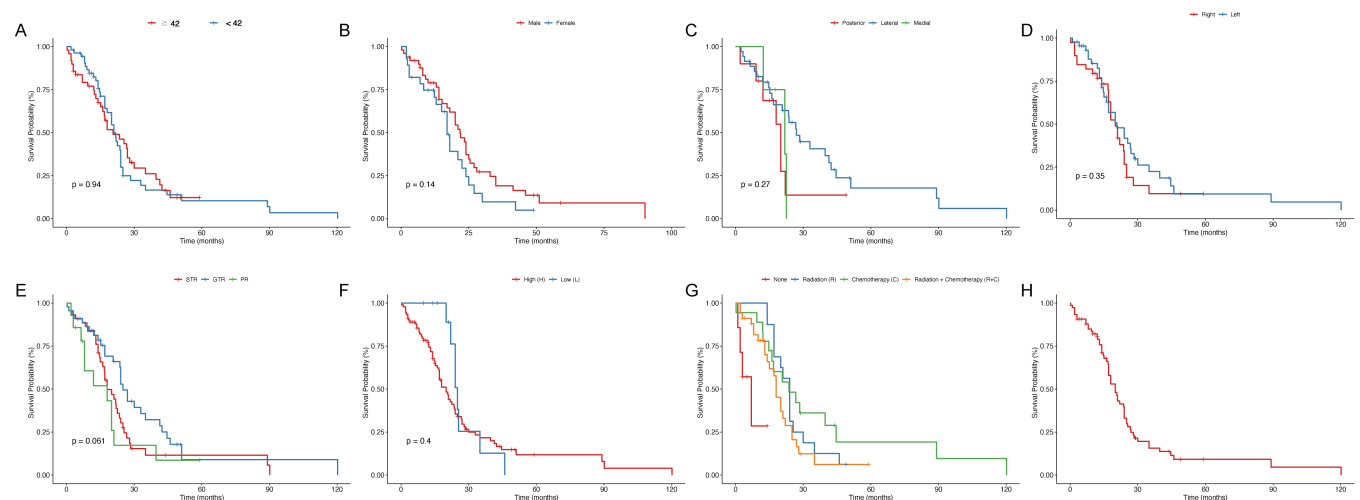 ≥ 42 < 42
A
Survival Probability (%)
1.00
0.75
0.50
0.25
0.00
p = 0.94
0 30 60 90 120
Time (months)
Male Female
B
Survival Probability (%)
1.00
0.75
0.50
0.25
0.00
p = 0.14
0 25 50 75 100
Time (months)
Posterior Lateral Medial
C
Survival Probability (%)
1.00
0.75
0.50
0.25
0.00
p = 0.27
0 30 60 90 120
Time (months)
Right Left
D
Survival Probability (%)
1.00
0.75
0.50
0.25
0.00
p = 0.35
0 30 60 90 120
Time (months)
STR GTR PR
E
Survival Probability (%)
1.00
0.75
0.50
0.25
0.00
p = 0.061
0 30 60 90 120
Time (months)
High (H) Low (L)
F
Survival Probability (%)
1.00
0.75
0.50
0.25
0.00
p = 0.4
0 30 60 90 120
Time (months)
None Radiation (R) Chemotherapy (C) Radiation + Chemotherapy (R+C)
G
Survival Probability (%)
1.00
0.75
0.50
0.25
0.00
0 30 60 90 120
Time (months)
H
Survival Probability (%)
1.00
0.75
0.50
0.25
0.00
0 30 60 90 120
Time (months)